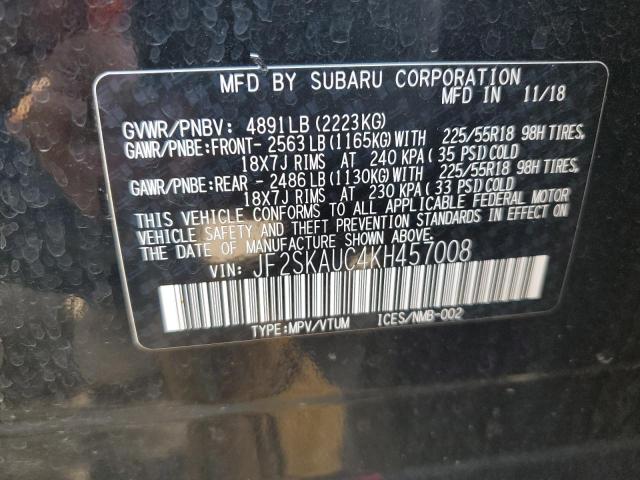 MFD BY SUBARU CORPORATION
MFD IN 11/18
GVWR/PNBV: 4891LB (2223KG)
GAWR/PNBE:FRONT- 2563LB (1165KG) WITH 225/55R18 98H TIRES,
18X7J RIMS AT 240 KPA ( 35 PSI) COLD
GAWR/PNBE:REAR - 2486LB (1130KG) WITH 225/55R18 98H TIRES,
18X7J RIMS AT 230 KPA ( 33 PSI) COLD
THIS VEHICLE CONFORMS TO ALL APPLICABLE FEDERAL MOTOR
VEHICLE SAFETY AND THEFT PREVENTION STANDARDS IN EFFECT ON
THE DATE OF MANUFACTURE SHOWN ABOVE.
VIN: JF2SKAUC4KH457008
TYPE:MPV/VTUM ICES/NMB-002